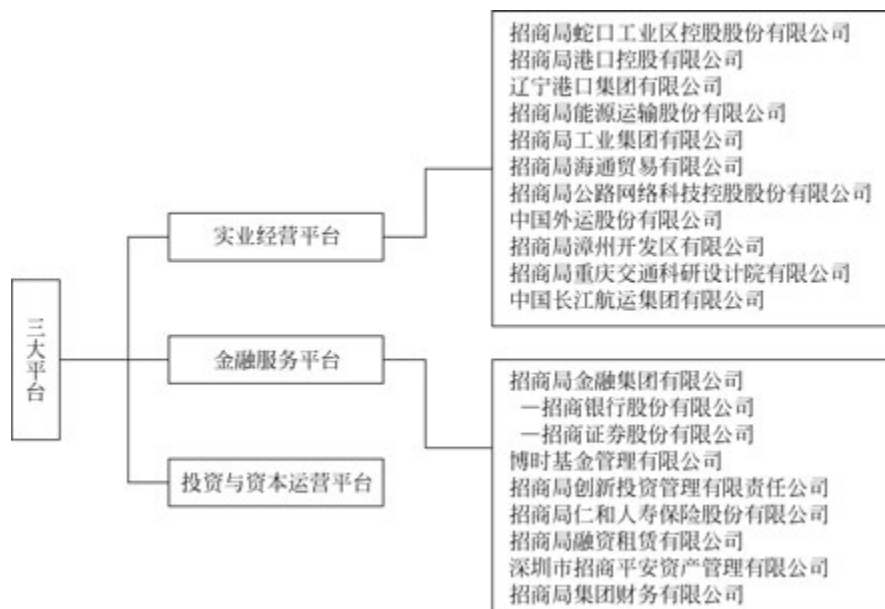 三大平台
实业经营平台
招商局蛇口工业区控股股份有限公司
招商局港口控股有限公司
辽宁港口集团有限公司
招商局能源运输股份有限公司
招商局工业集团有限公司
招商局海通贸易有限公司
招商局公路网络科技控股股份有限公司
中国外运股份有限公司
招商局漳州开发区有限公司
招商局重庆交通科研设计院有限公司
中国长江航运集团有限公司
金融服务平台
招商局金融集团有限公司
—招商银行股份有限公司
—招商证券股份有限公司
博时基金管理有限公司
招商局创新投资管理有限责任公司
招商局仁和人寿保险股份有限公司
招商局融资租赁有限公司
深圳市招商平安资产管理有限公司
招商局集团财务有限公司
投资与资本运营平台